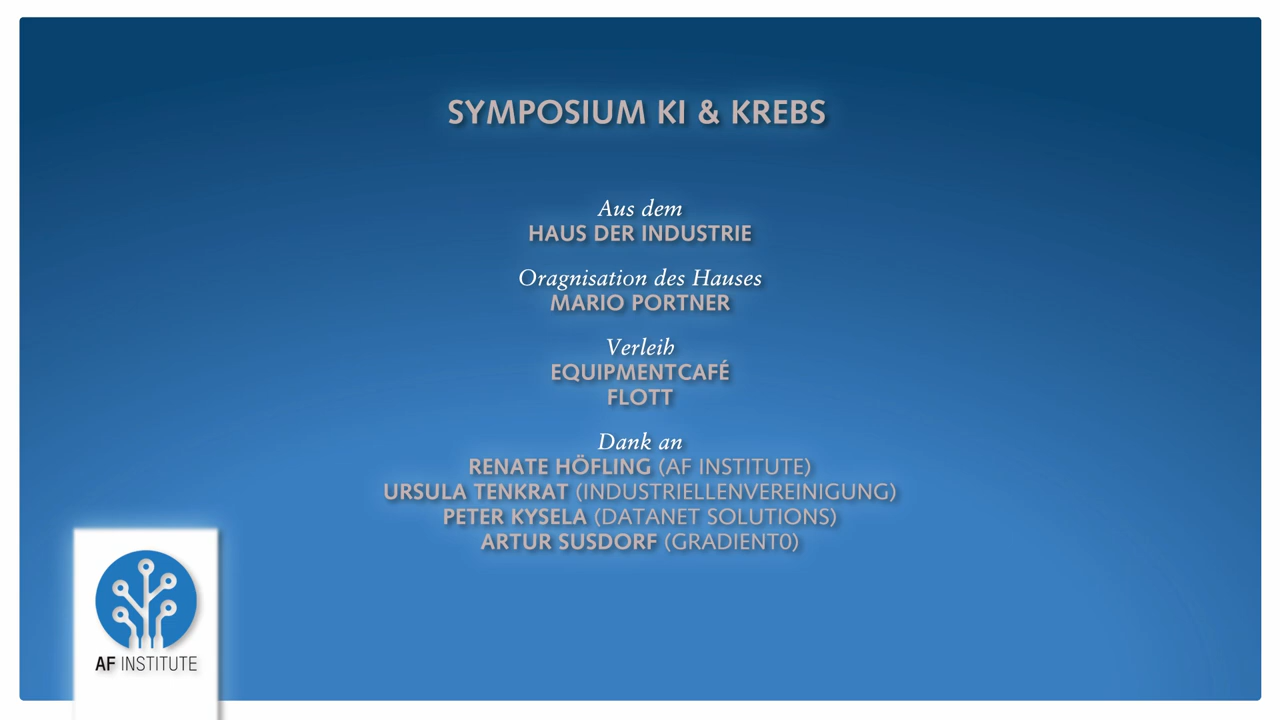 SYMPOSIUM KI & KREBS
Aus dem
HAUS DER INDUSTRIE
Oragnisation des Hauses
MARIO PORTNER
Verleih
EQUIPMENTCAFÉ
FLOTT
Dank an
RENATE HÖFLING (AF INSTITUTE)
URSULA TENKRAT (INDUSTRIELLENVEREINIGUNG)
PETER KYSELA (DATANET SOLUTIONS)
ARTUR SUSDORF (GRADIENT0)
AF INSTITUTE